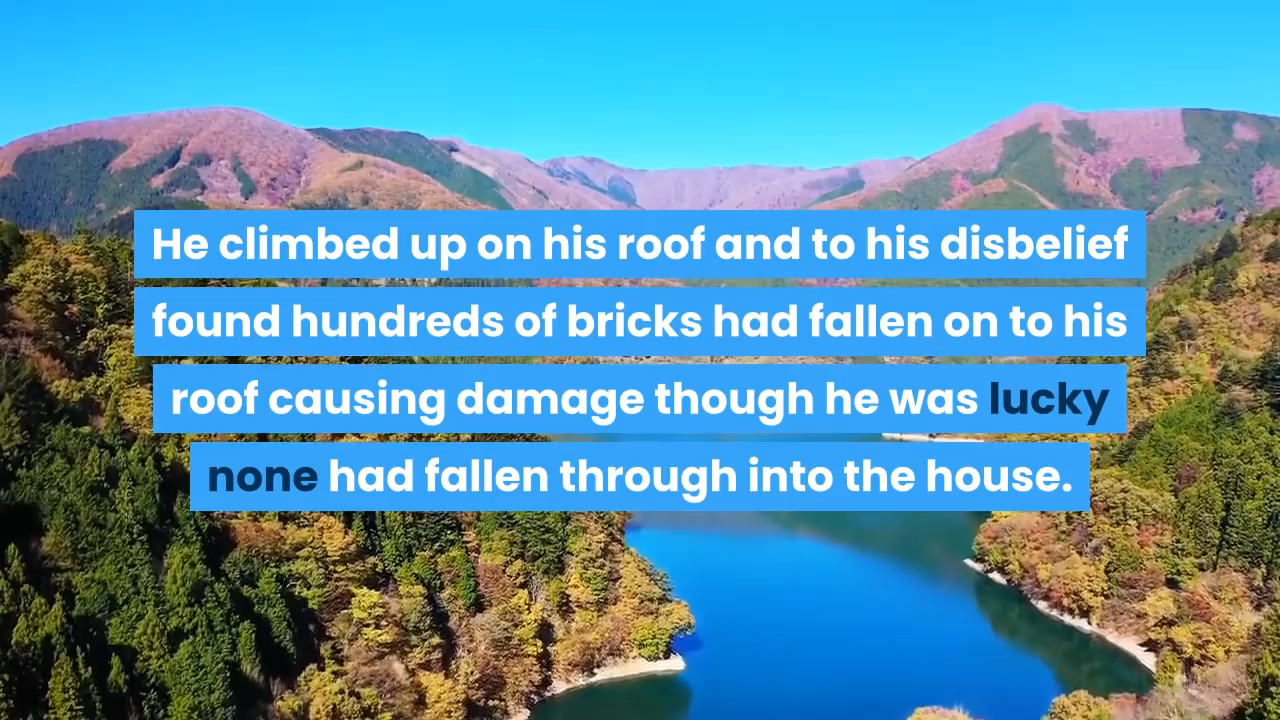 He climbed up on his roof and to his disbelief
found hundreds of bricks had fallen on to his
roof causing damage though he was lucky
none had fallen through into the house.